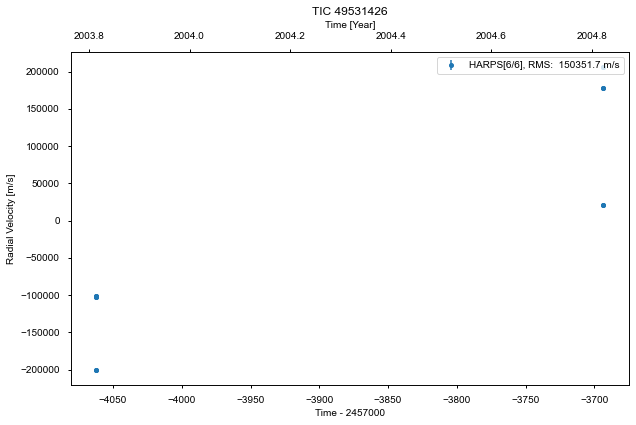 TIC 49531426
Time [Year]
2003.8 2004.0 2004.2 2004.4 2004.6 2004.8
HARPS[6/6], RMS: 150351.7 m/s
Radial Velocity [m/s]
200000
150000
100000
50000
0
−50000
−100000
−150000
−200000
−4050 −4000 −3950 −3900 −3850 −3800 −3750 −3700
Time - 2457000